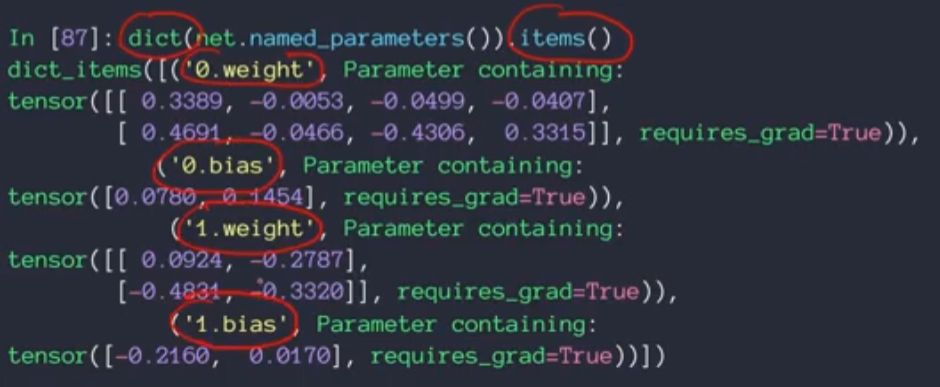 In [87]: dict(net.named_parameters()).items()
dict_items([('0.weight', Parameter containing:
tensor([[ 0.3389, -0.0053, -0.0499, -0.0407],
        [ 0.4691, -0.0466, -0.4306,  0.3315]], requires_grad=True)),
            ('0.bias', Parameter containing:
tensor([0.0780, 0.1454], requires_grad=True)),
            ('1.weight', Parameter containing:
tensor([[ 0.0924, -0.2787],
        [-0.4831, -0.3320]], requires_grad=True)),
            ('1.bias', Parameter containing:
tensor([-0.2160,  0.0170], requires_grad=True))])